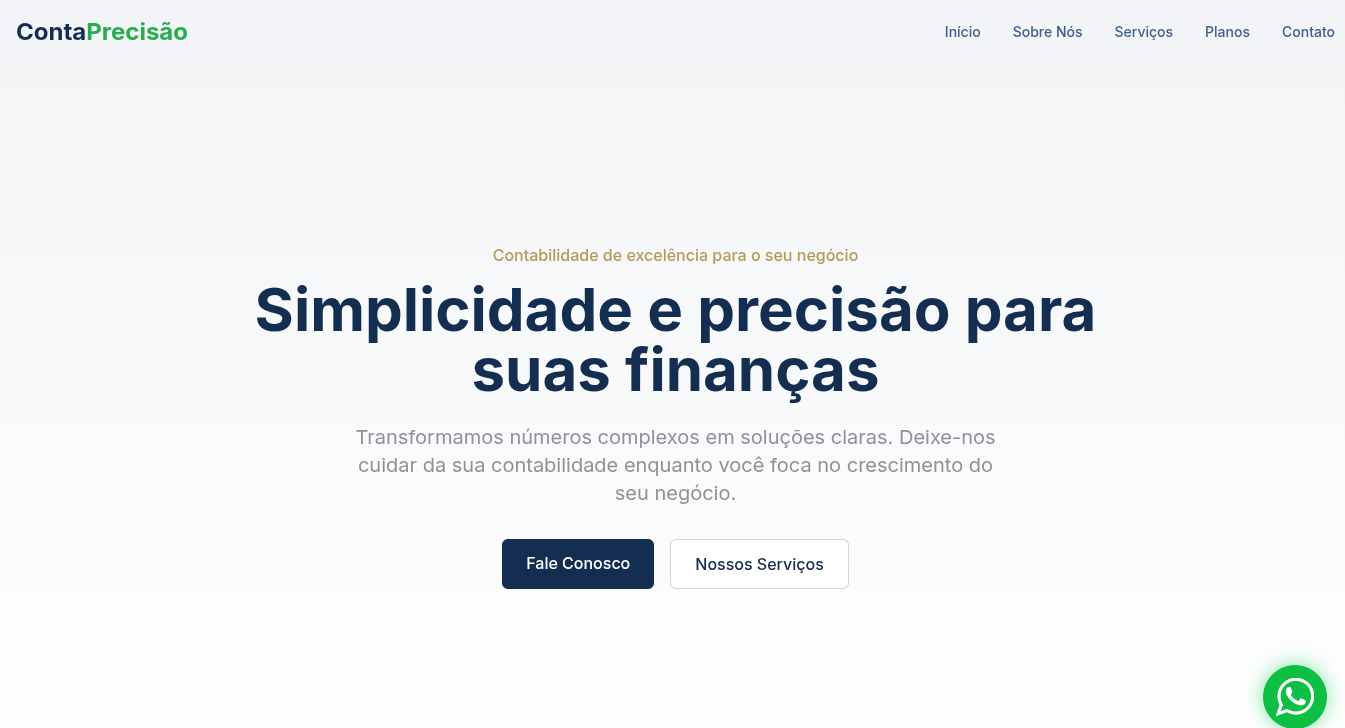 ContaPrecisão
Início Sobre Nós Serviços Planos Contato
Contabilidade de excelência para o seu negócio
Simplicidade e precisão para
suas finanças
Transformamos números complexos em soluções claras. Deixe-nos
cuidar da sua contabilidade enquanto você foca no crescimento do
seu negócio.
Fale Conosco
Nossos Serviços